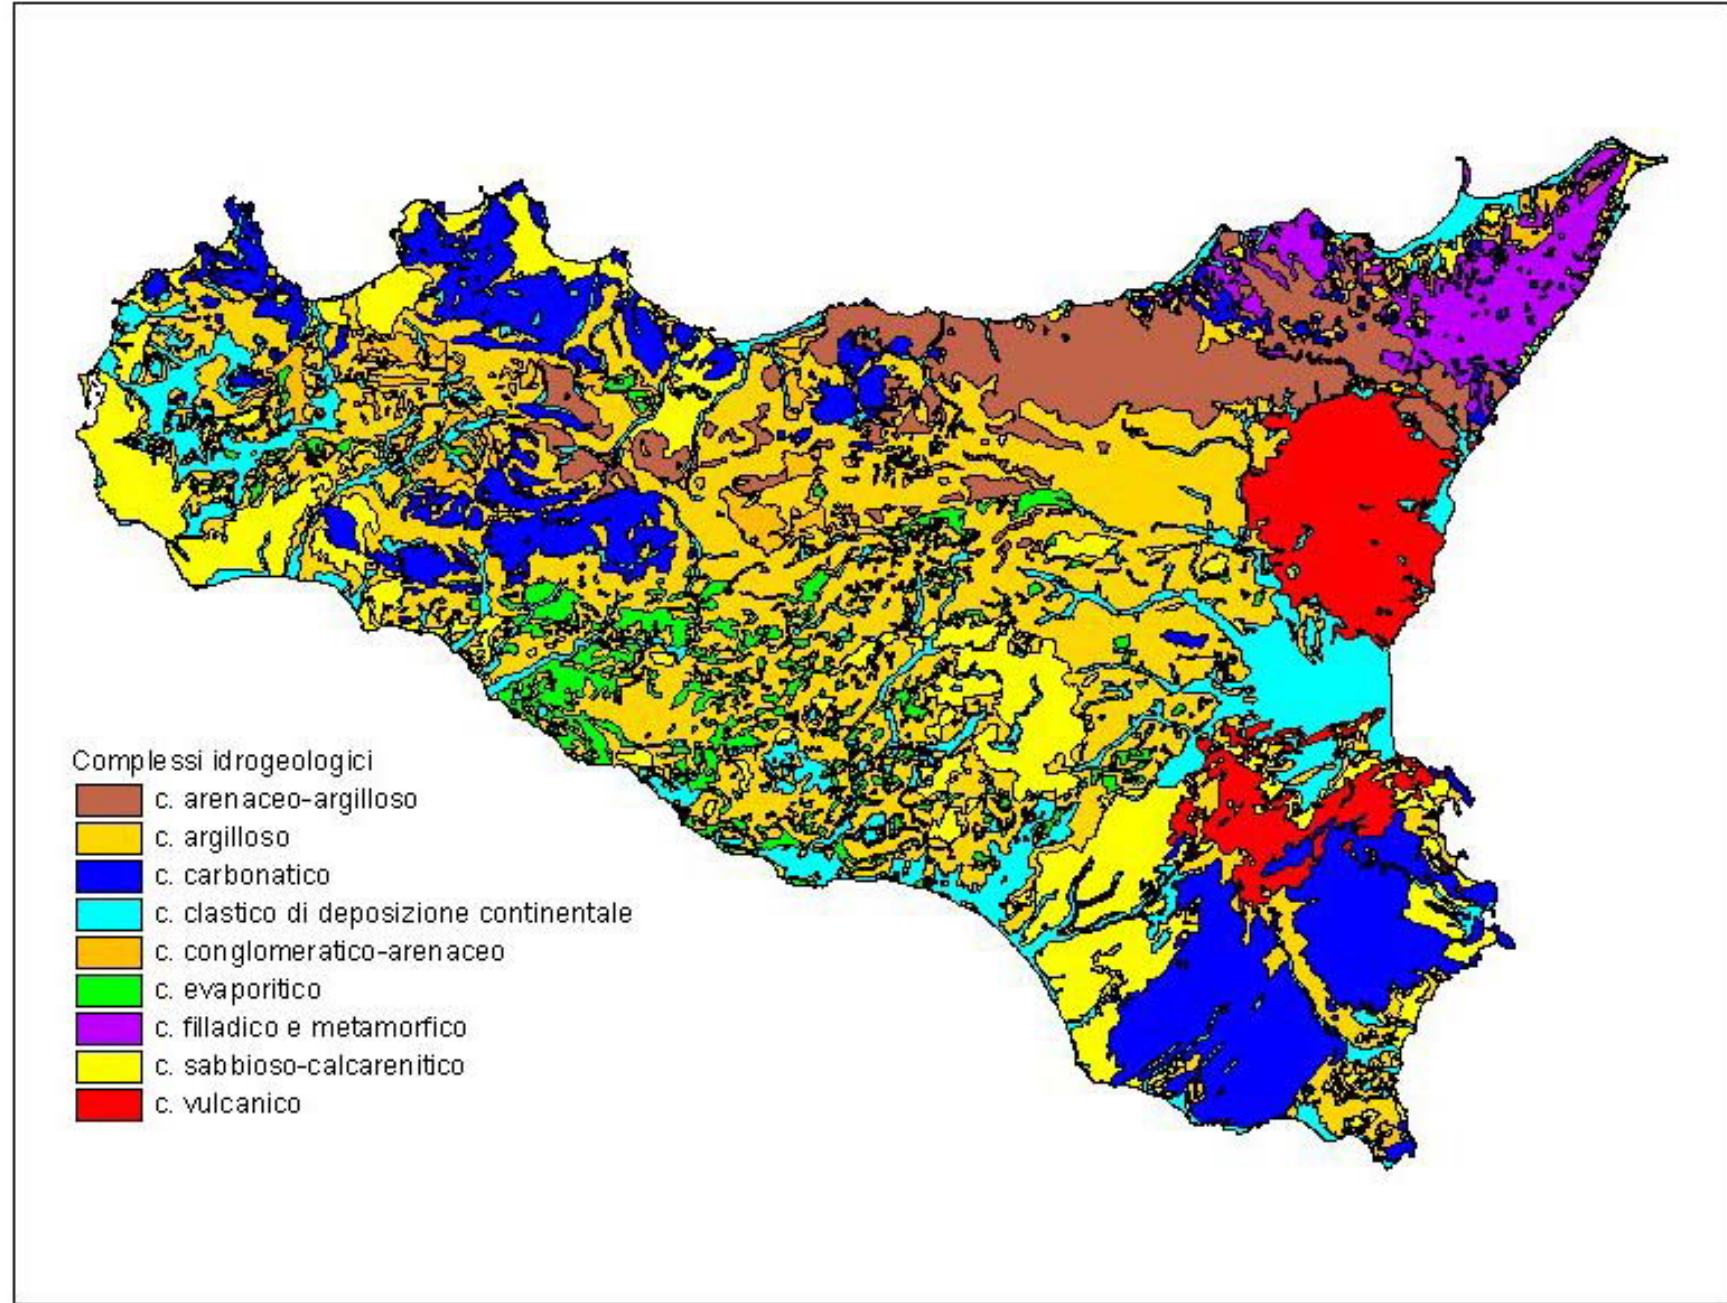 Complessi idrogeologici
c. arenaceo-argilloso
c. argilloso
c. carbonatico
c. clastico di deposizione continentale
c. conglomeratico-arenaceo
c. evaporitico
c. filladico e metamorfico
c. sabbioso-calcarenitico
c. vulcanico